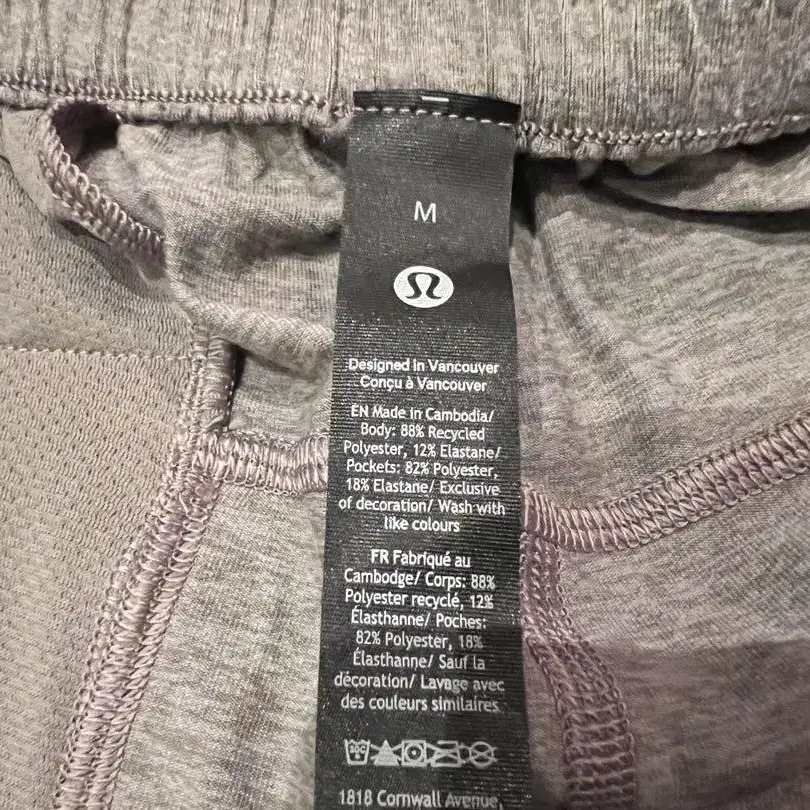 M
Designed in Vancouver
Conçu à Vancouver
EN Made in Cambodia/
Body: 88% Recycled
Polyester, 12% Elastane/
Pockets: 82% Polyester,
18% Elastane/ Exclusive
of decoration/ Wash with
like colours
FR Fabriqué au
Cambodge/ Corps: 88%
Polyester recyclé, 12%
Élasthanne/ Poches:
82% Polyester, 18%
Élasthanne/ Sauf la
décoration/ Lavage avec
des couleurs similaires
30C
1818 Cornwall Avenue,